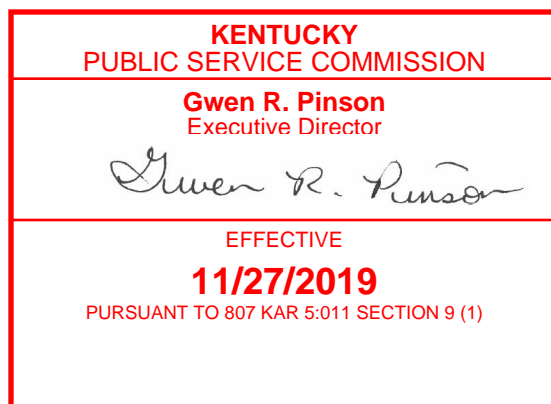 KENTUCKY
PUBLIC SERVICE COMMISSION
Gwen R. Pinson
Executive Director
Gwen R. Pinson
EFFECTIVE
11/27/2019
PURSUANT TO 807 KAR 5:011 SECTION 9 (1)